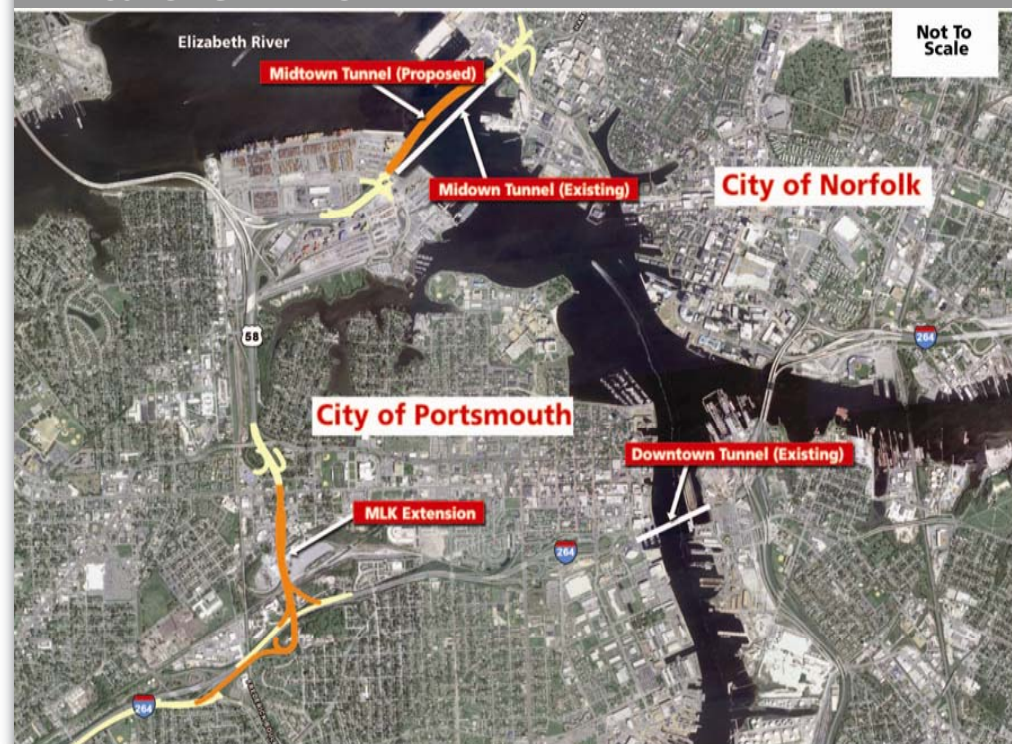 Elizabeth River
Not To
Scale
Midtown Tunnel (Proposed)
Midown Tunnel (Existing)
City of Norfolk
58
264
City of Portsmouth
Downtown Tunnel (Existing)
MLK Extension
264
264